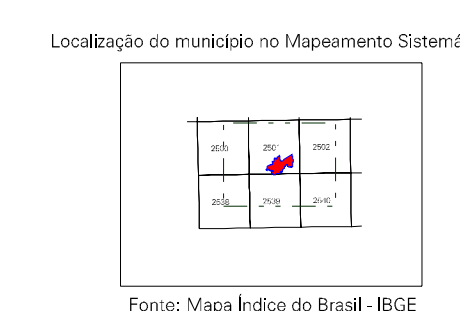 Localização do município no Mapeamento Sistemá
2500 2501 2502
2538 2539 2540
Fonte: Mapa Índice do Brasil - IBGE